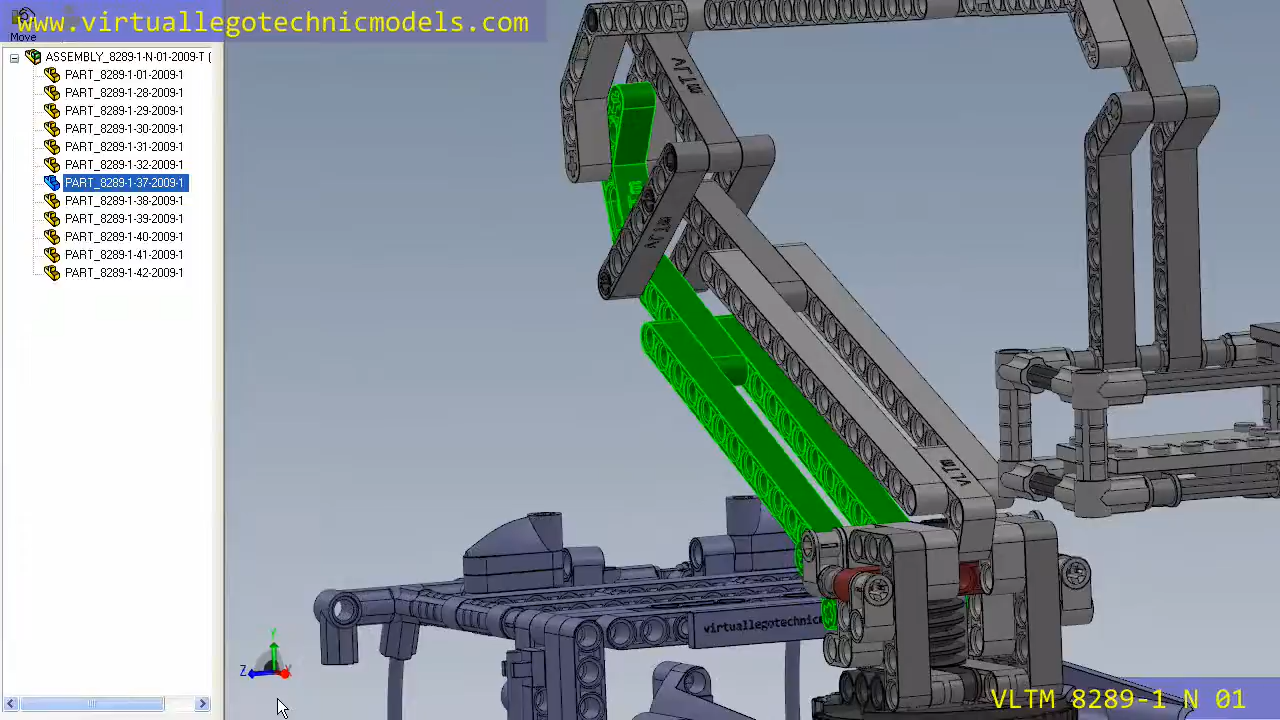 www.virtuallegotechnicmodels.com
Move
ASSEMBLY_8289-1-N-01-2009-T (
PART_8289-1-01-2009-1
PART_8289-1-28-2009-1
PART_8289-1-29-2009-1
PART_8289-1-30-2009-1
PART_8289-1-31-2009-1
PART_8289-1-32-2009-1
PART_8289-1-37-2009-1
PART_8289-1-38-2009-1
PART_8289-1-39-2009-1
PART_8289-1-40-2009-1
PART_8289-1-41-2009-1
PART_8289-1-42-2009-1
VLTM
VLTM
VLTM
virtuallegotechnic
Y
Z
X
VLTM 8289-1 N 01